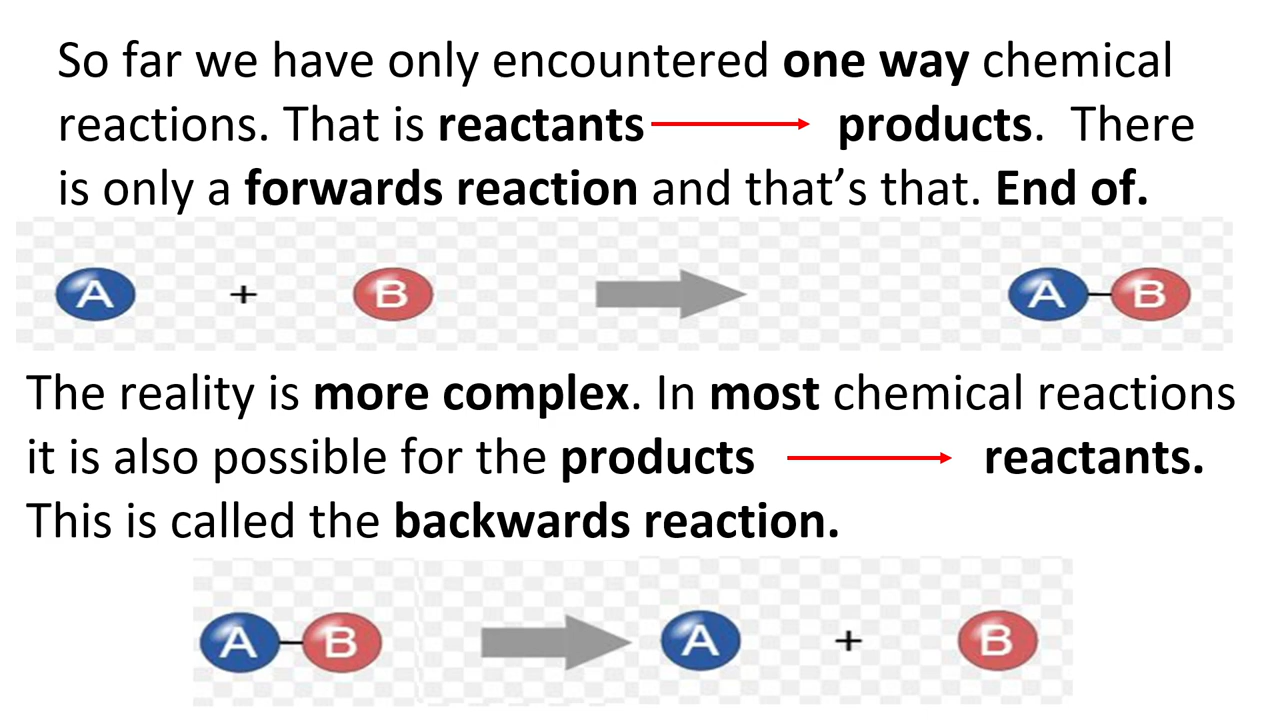 So far we have only encountered one way chemical
reactions. That is reactants products. There
is only a forwards reaction and that’s that. End of.
A + B A B
The reality is more complex. In most chemical reactions
it is also possible for the products reactants.
This is called the backwards reaction.
A B A + B